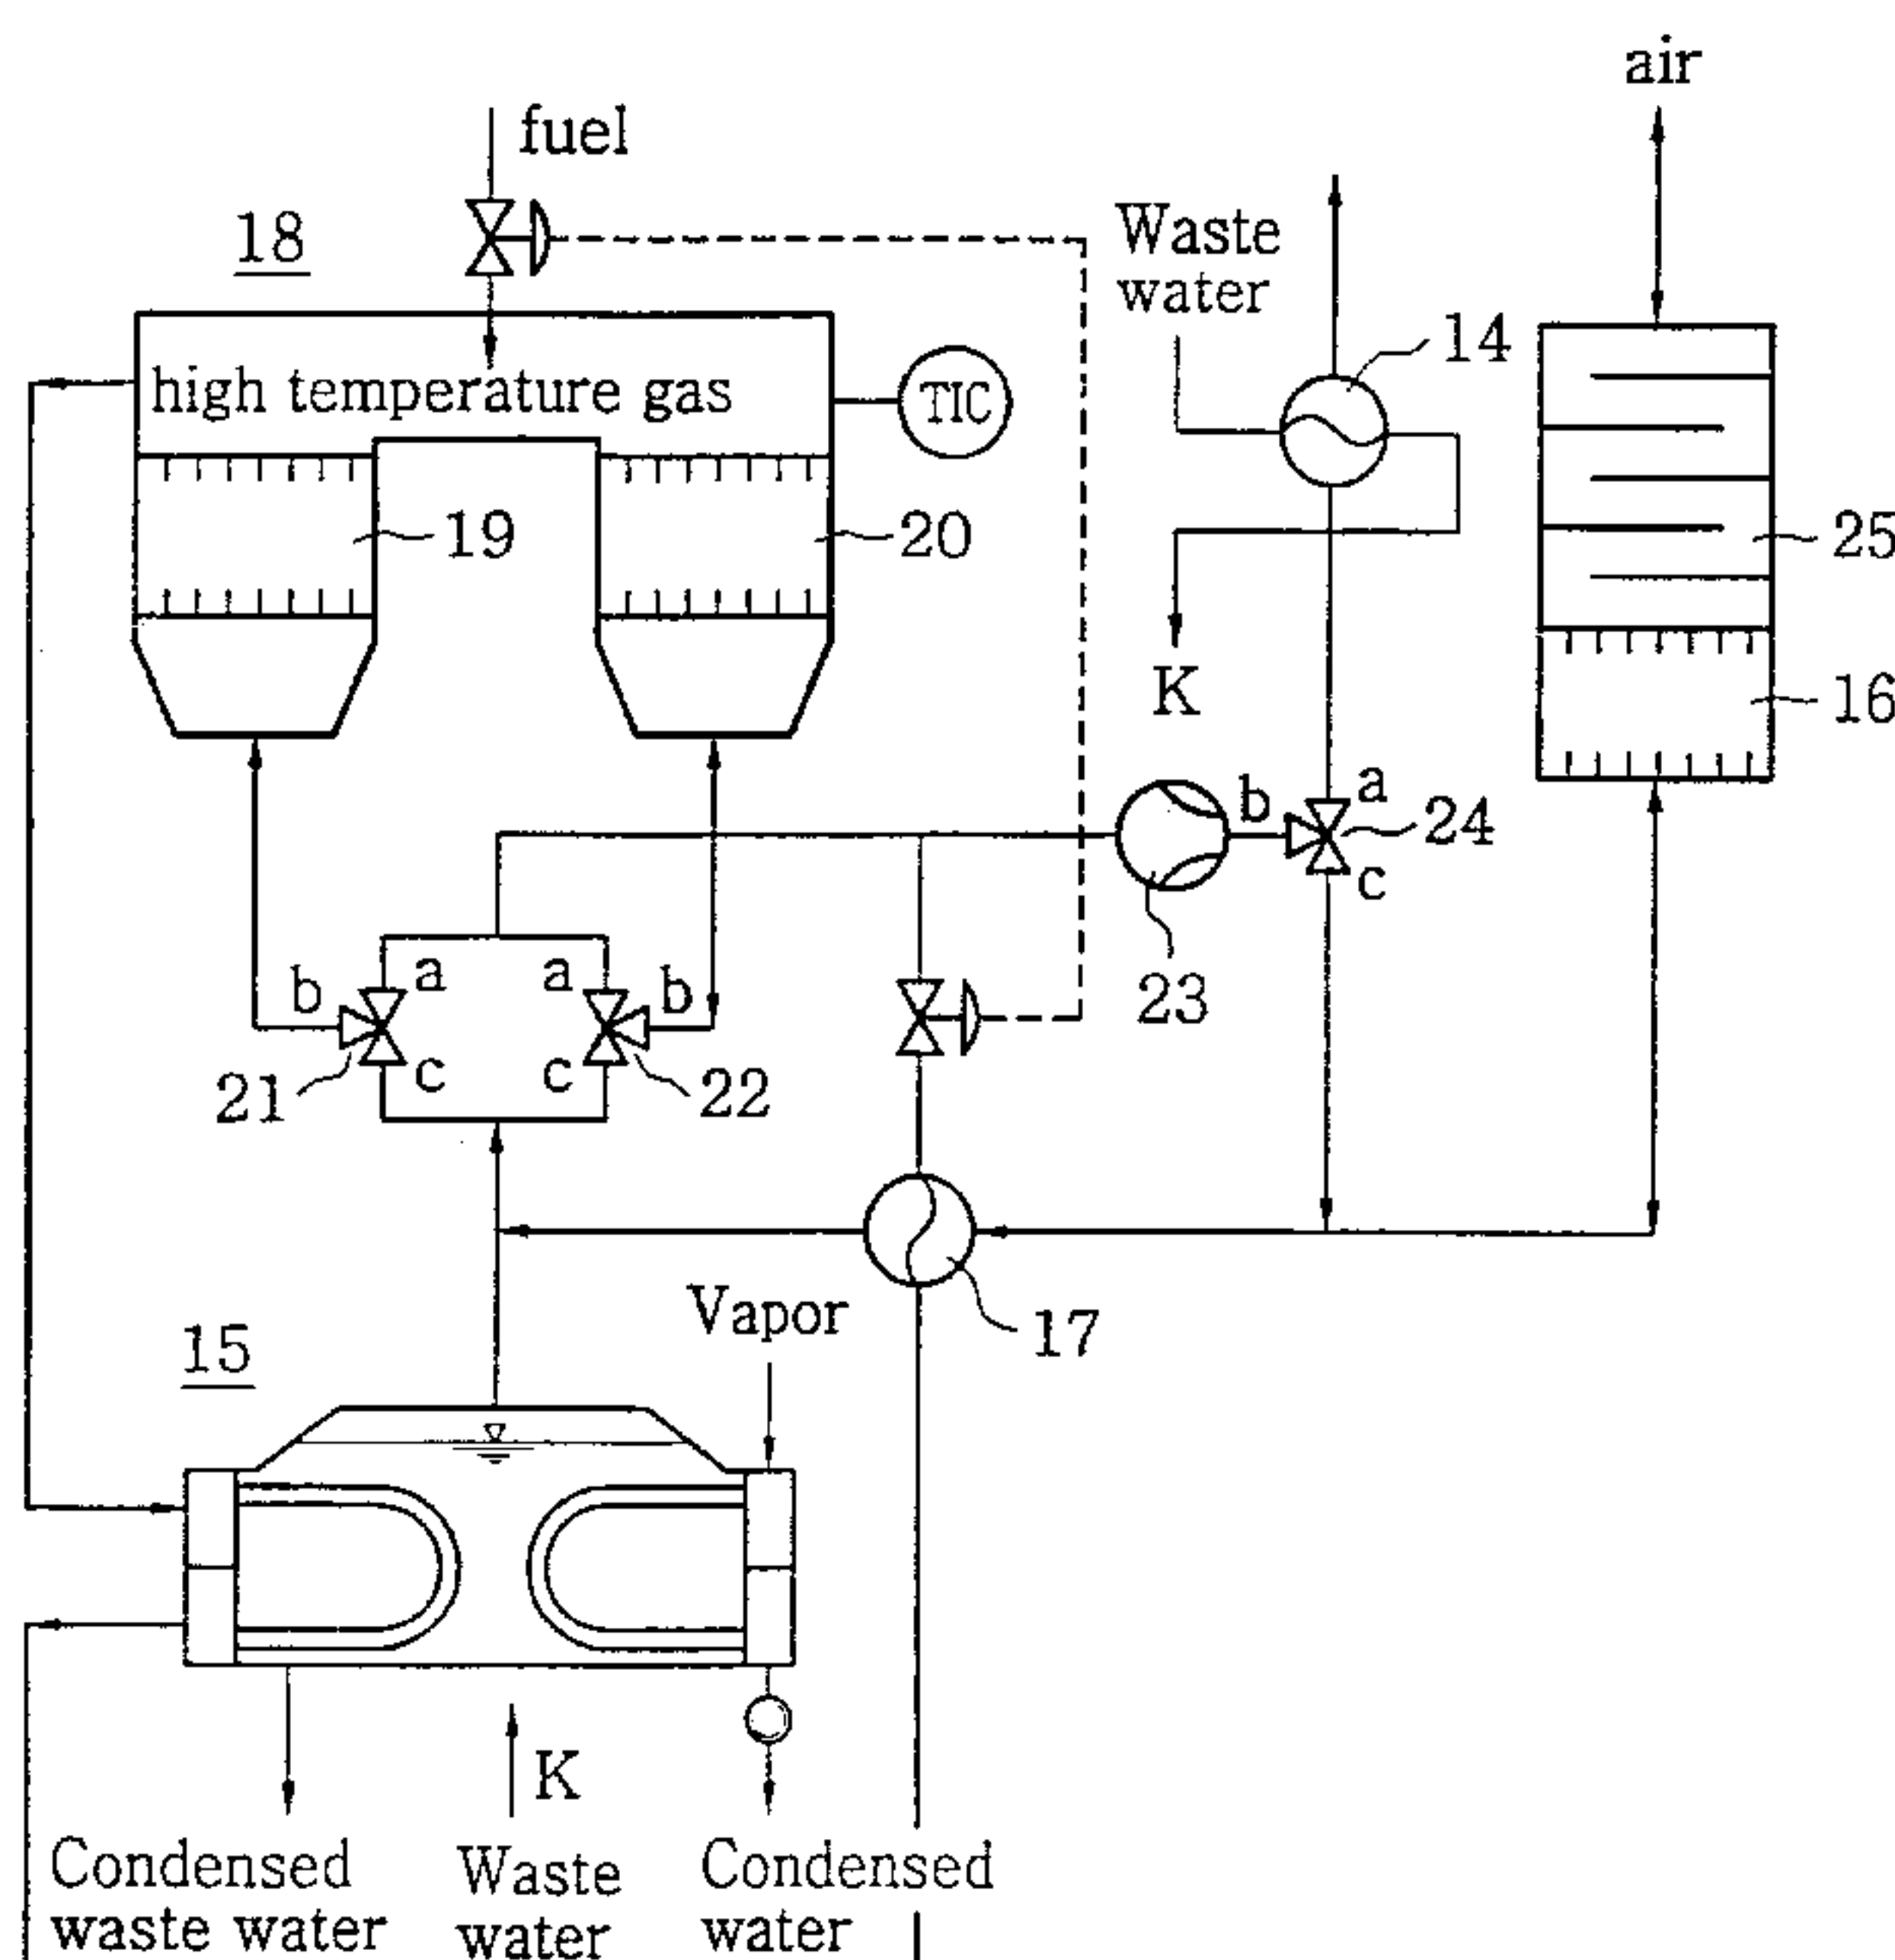 air
fuel
18
Waste
water
14
high temperature gas
TIC
19
20
25
K
16
a
b
24
c
23
a
a
b
b
c
c
21
22
Vapor
17
15
K
Condensed
waste water
Waste
water
Condensed
water